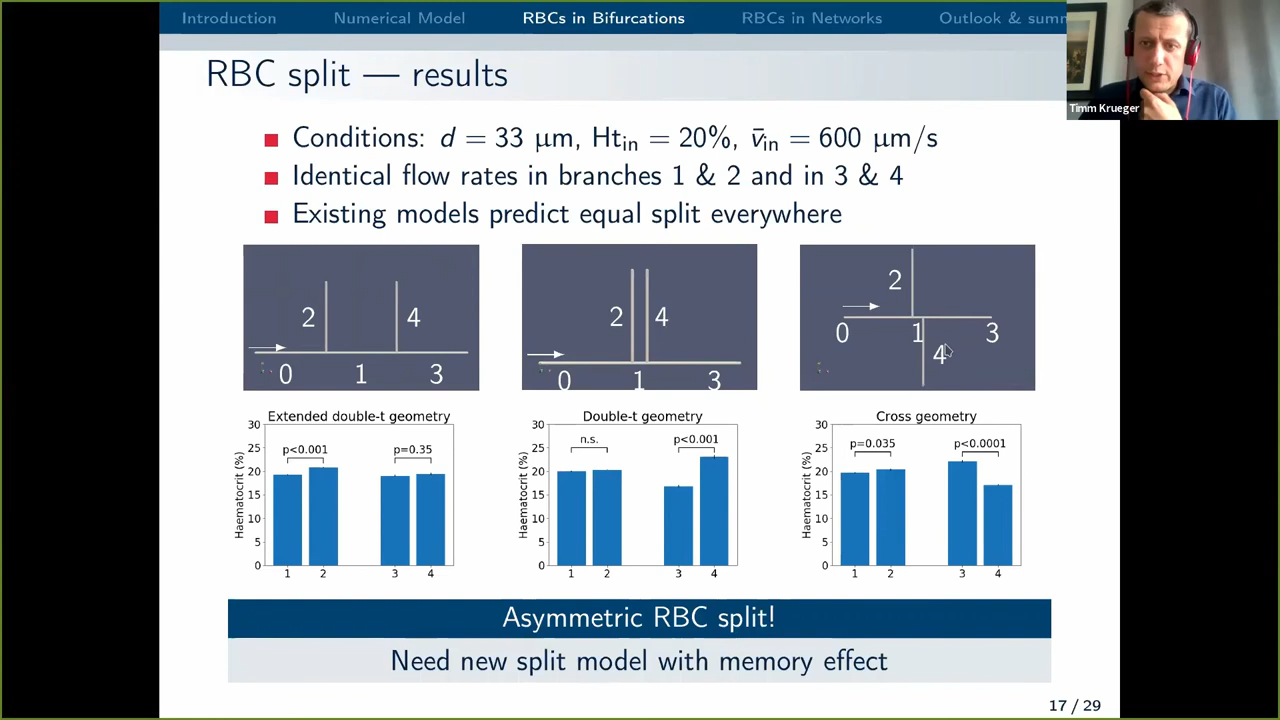 Introduction Numerical Model RBCs in Bifurcations RBCs in Networks Outlook & summ
Timm Krueger
RBC split — results
Conditions: d = 33 μm, Htin = 20%, v̄in = 600 μm/s
Identical flow rates in branches 1 & 2 and in 3 & 4
Existing models predict equal split everywhere
2 4
0 1 3
2 4
0 1 3
2
0 1 3
4
Extended double-t geometry
Haematocrit (%)
30
25
20
15
10
5
0
p<0.001 p=0.35
1 2 3 4
Double-t geometry
Haematocrit (%)
30
25
20
15
10
5
0
n.s. p<0.001
1 2 3 4
Cross geometry
Haematocrit (%)
30
25
20
15
10
5
0
p=0.035 p<0.0001
1 2 3 4
Asymmetric RBC split!
Need new split model with memory effect
17 / 29